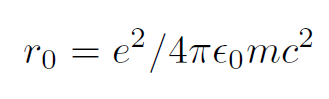 r₀ = e²/4πϵ₀mc²